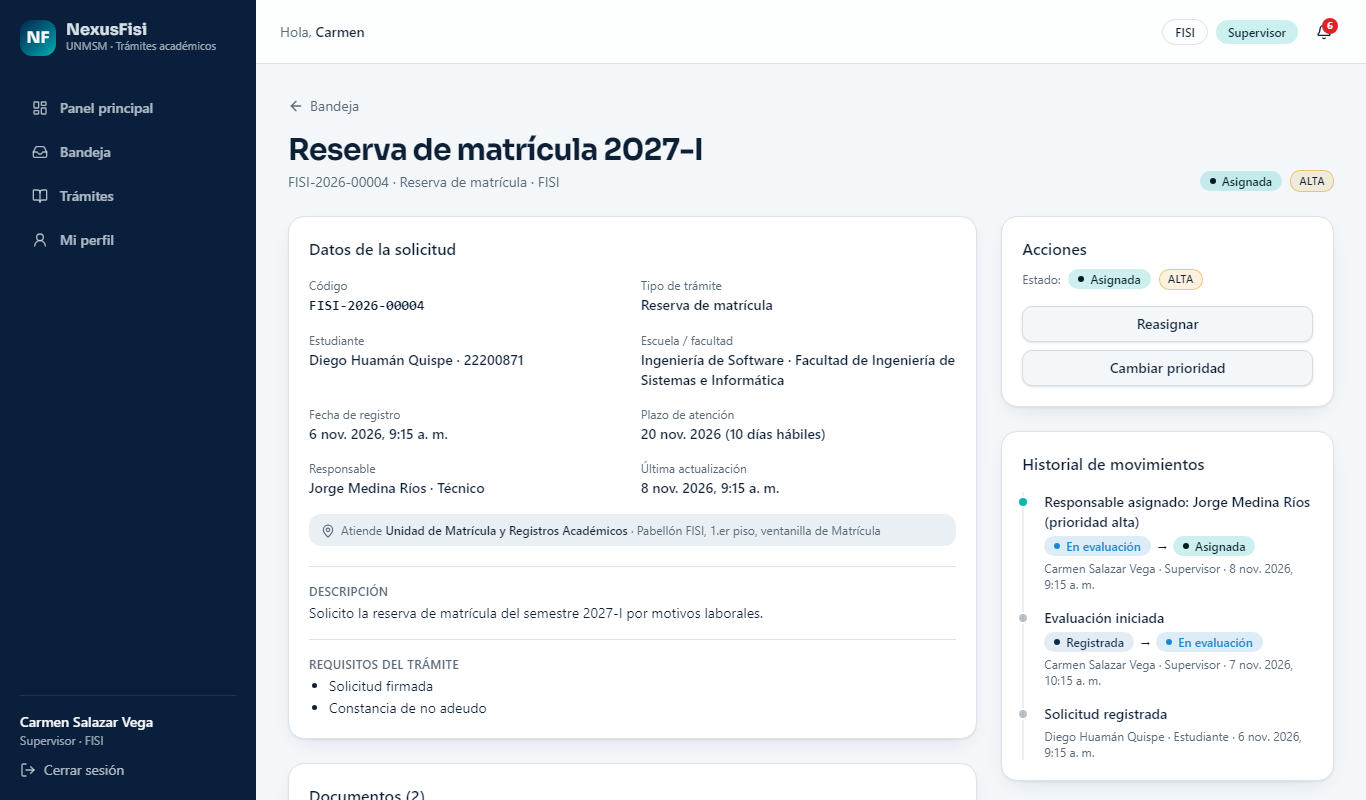 NF
NexusFisi
UNMSM · Trámites académicos
Panel principal
Bandeja
Trámites
Mi perfil
Carmen Salazar Vega
Supervisor · FISI
Cerrar sesión
Hola, Carmen
FISI
Supervisor
6
Bandeja
Reserva de matrícula 2027-I
FISI-2026-00004 · Reserva de matrícula · FISI
Asignada
ALTA
Datos de la solicitud
Código
FISI-2026-00004
Tipo de trámite
Reserva de matrícula
Estudiante
Diego Huamán Quispe · 22200871
Escuela / facultad
Ingeniería de Software · Facultad de Ingeniería de
Sistemas e Informática
Fecha de registro
6 nov. 2026, 9:15 a. m.
Plazo de atención
20 nov. 2026 (10 días hábiles)
Responsable
Jorge Medina Ríos · Técnico
Última actualización
8 nov. 2026, 9:15 a. m.
Atiende Unidad de Matrícula y Registros Académicos · Pabellón FISI, 1.er piso, ventanilla de Matrícula
DESCRIPCIÓN
Solicito la reserva de matrícula del semestre 2027-I por motivos laborales.
REQUISITOS DEL TRÁMITE
Solicitud firmada
Constancia de no adeudo
Documentos (2)
Acciones
Estado:
Asignada
ALTA
Reasignar
Cambiar prioridad
Historial de movimientos
Responsable asignado: Jorge Medina Ríos
(prioridad alta)
En evaluación → Asignada
Carmen Salazar Vega · Supervisor · 8 nov. 2026,
9:15 a. m.
Evaluación iniciada
Registrada → En evaluación
Carmen Salazar Vega · Supervisor · 7 nov. 2026,
10:15 a. m.
Solicitud registrada
Diego Huamán Quispe · Estudiante · 6 nov. 2026,
9:15 a. m.